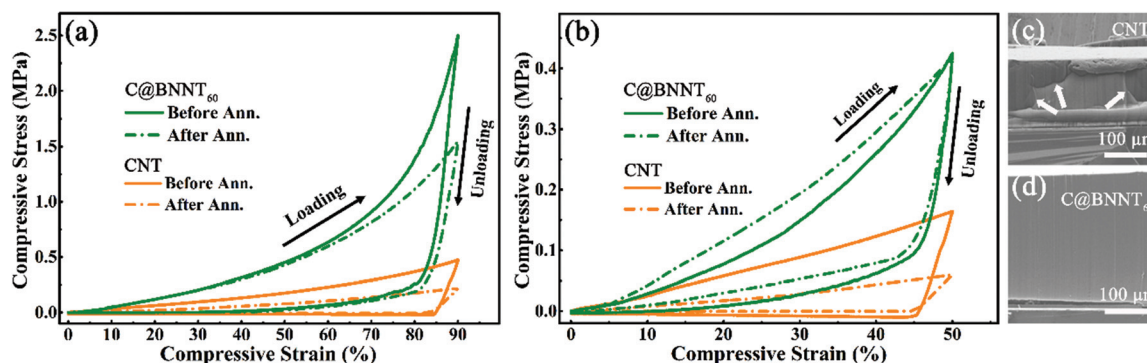 (a)
Compressive Stress (MPa)
2.5
2.0
1.5
1.0
0.5
0.0
C@BNNT60
Before Ann.
After Ann.
CNT
Before Ann.
After Ann.
Loading
Unloading
0 10 20 30 40 50 60 70 80 90
Compressive Strain (%)
(b)
Compressive Stress (MPa)
0.4
0.3
0.2
0.1
0.0
C@BNNT60
Before Ann.
After Ann.
CNT
Before Ann.
After Ann.
Loading
Unloading
0 10 20 30 40 50
Compressive Strain (%)
(c)
CNT
100 μm
(d)
C@BNNT6
100 μm